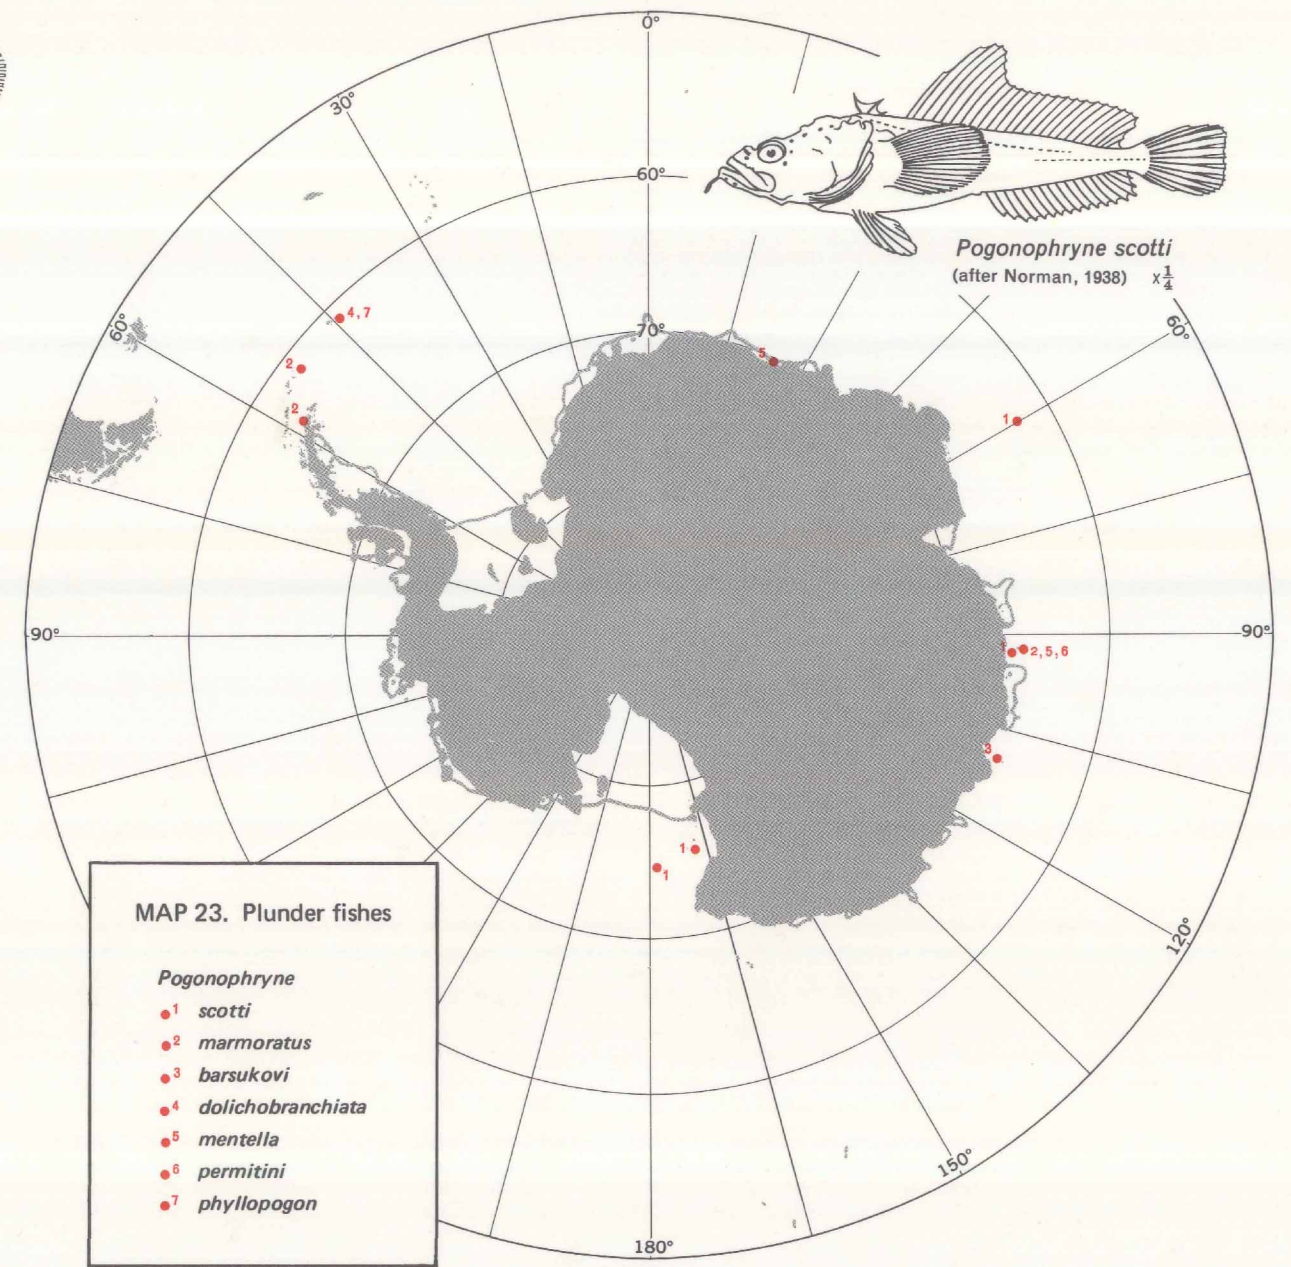 0°
30°
60°
Pogonophryne scotti
(after Norman, 1938) x¼
60°
4,7
60°
70°
5
2
2
1
90°
90°
1 2,5,6
3
1
1
MAP 23. Plunder fishes
Pogonophryne
1 scotti
2 marmoratus
3 barsukovi
4 dolichobranchiata
5 mentella
6 permitini
7 phyllopogon
120°
150°
180°